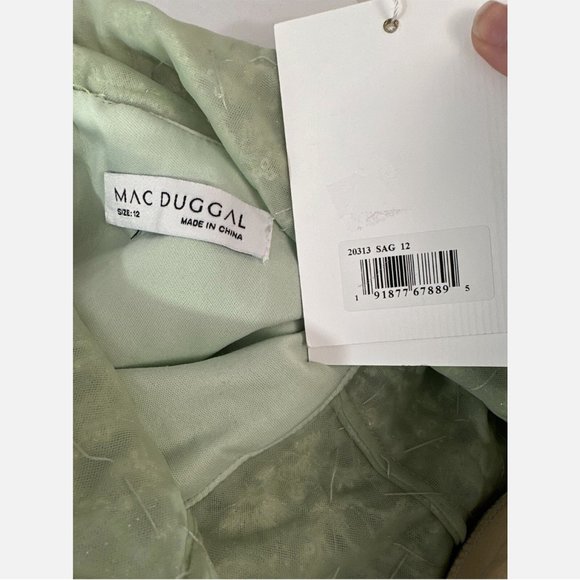 MAC DUGGAL
SIZE: 12
MADE IN CHINA
20313 SAG 12
1 91877 67889 5